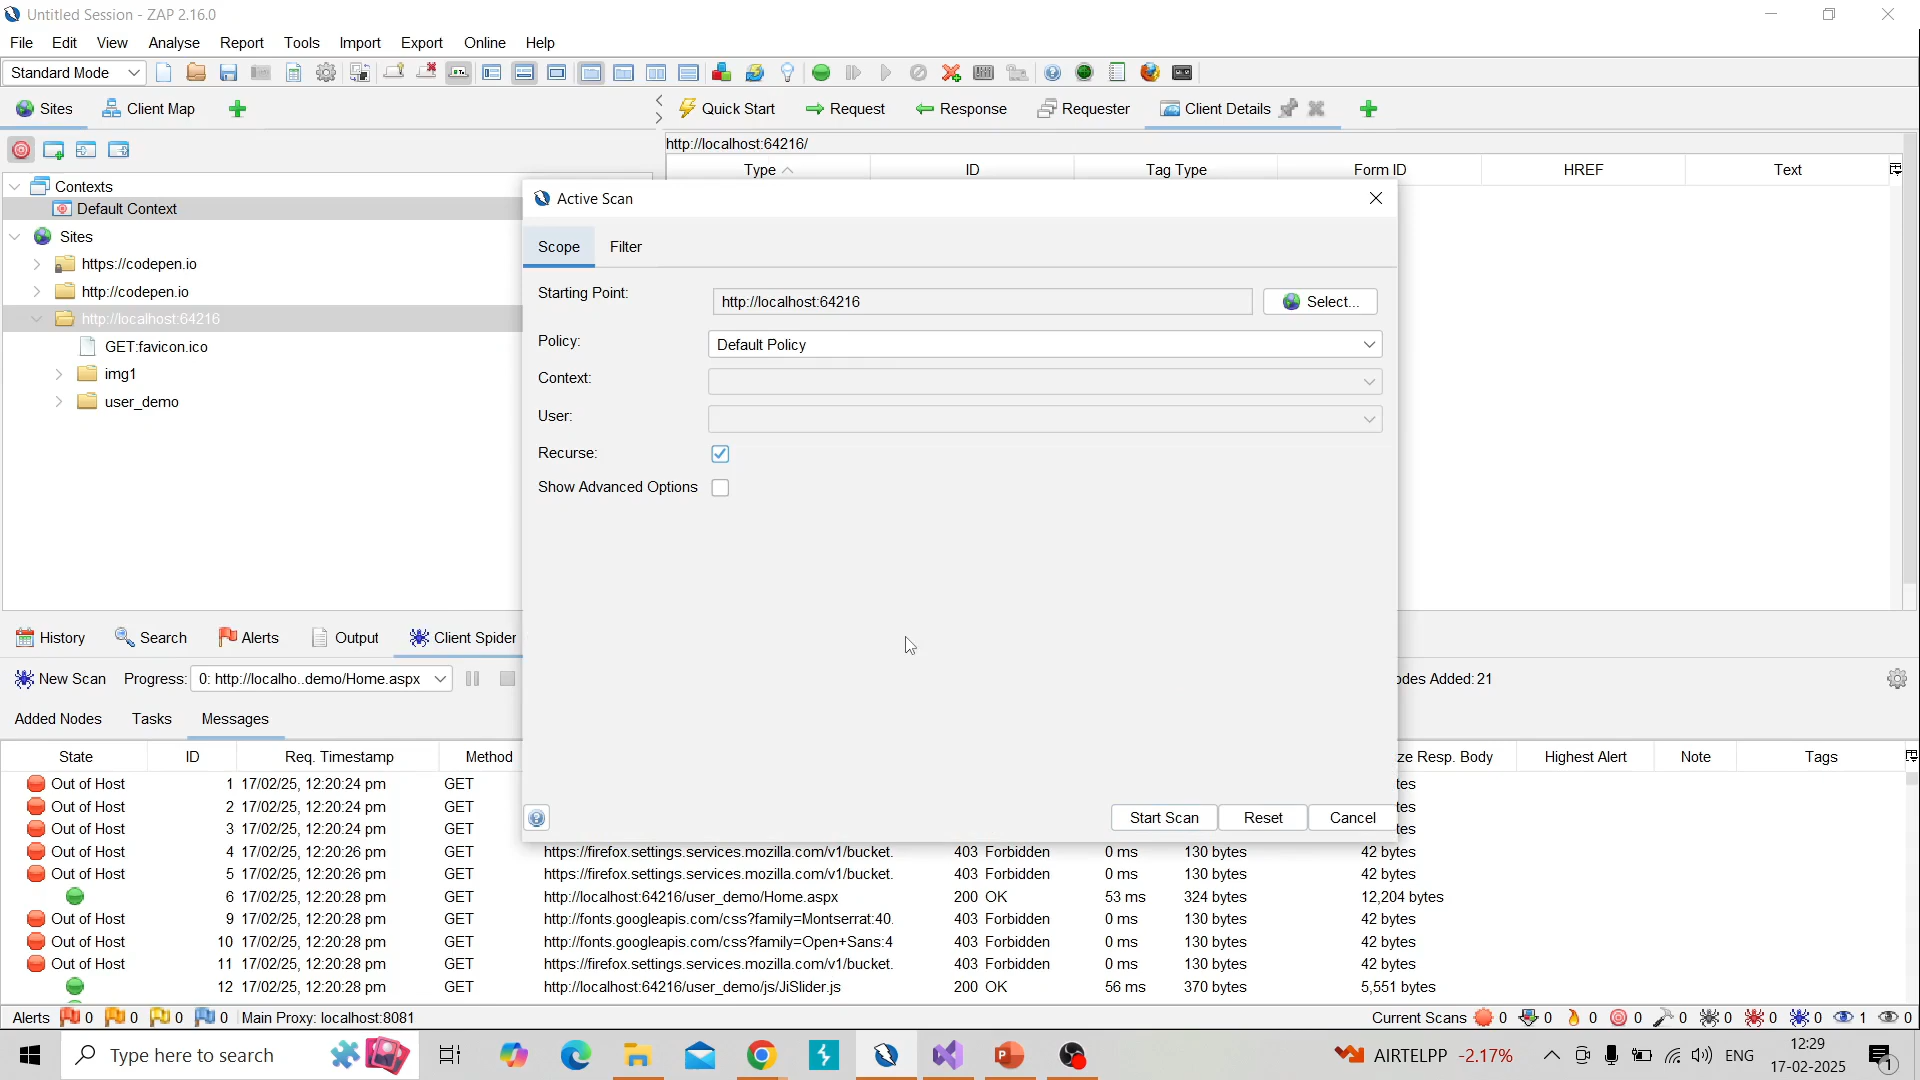 Untitled Session - ZAP 2.16.0
File Edit View Analyse Report Tools Import Export Online Help
Standard Mode
Sites Client Map Quick Start Request Response Requester Client Details
http://localhost:64216/
Type ID Tag Type Form ID HREF Text
Contexts
Default Context
Sites
https://codepen.io
http://codepen.io
http://localhost:64216
GET:favicon.ico
img1
user_demo
Active Scan
Scope Filter
Starting Point: http://localhost:64216 Select...
Policy: Default Policy
Context:
User:
Recurse:
Show Advanced Options
Start Scan Reset Cancel
History Search Alerts Output Client Spider
New Scan Progress: 0: http://localho..demo/Home.aspx odes Added: 21
Added Nodes Tasks Messages
State ID Req. Timestamp Method ze Resp. Body Highest Alert Note Tags
Out of Host 1 17/02/25, 12:20:24 pm GET tes
Out of Host 2 17/02/25, 12:20:24 pm GET tes
Out of Host 3 17/02/25, 12:20:24 pm GET tes
Out of Host 4 17/02/25, 12:20:26 pm GET https://firefox.settings.services.mozilla.com/v1/bucket. 403 Forbidden 0 ms 130 bytes 42 bytes
Out of Host 5 17/02/25, 12:20:26 pm GET https://firefox.settings.services.mozilla.com/v1/bucket. 403 Forbidden 0 ms 130 bytes 42 bytes
6 17/02/25, 12:20:28 pm GET http://localhost:64216/user_demo/Home.aspx 200 OK 53 ms 324 bytes 12,204 bytes
Out of Host 9 17/02/25, 12:20:28 pm GET http://fonts.googleapis.com/css?family=Montserrat:40. 403 Forbidden 0 ms 130 bytes 42 bytes
Out of Host 10 17/02/25, 12:20:28 pm GET http://fonts.googleapis.com/css?family=Open+Sans:4 403 Forbidden 0 ms 130 bytes 42 bytes
Out of Host 11 17/02/25, 12:20:28 pm GET https://firefox.settings.services.mozilla.com/v1/bucket. 403 Forbidden 0 ms 130 bytes 42 bytes
12 17/02/25, 12:20:28 pm GET http://localhost:64216/user_demo/js/JiSlider.js 200 OK 56 ms 370 bytes 5,551 bytes
Alerts 0 0 0 0 Main Proxy: localhost:8081 Current Scans 0 0 0 0 0 0 0 0 1 0
Type here to search AIRTELPP -2.17% ENG 12:29
17-02-2025 1